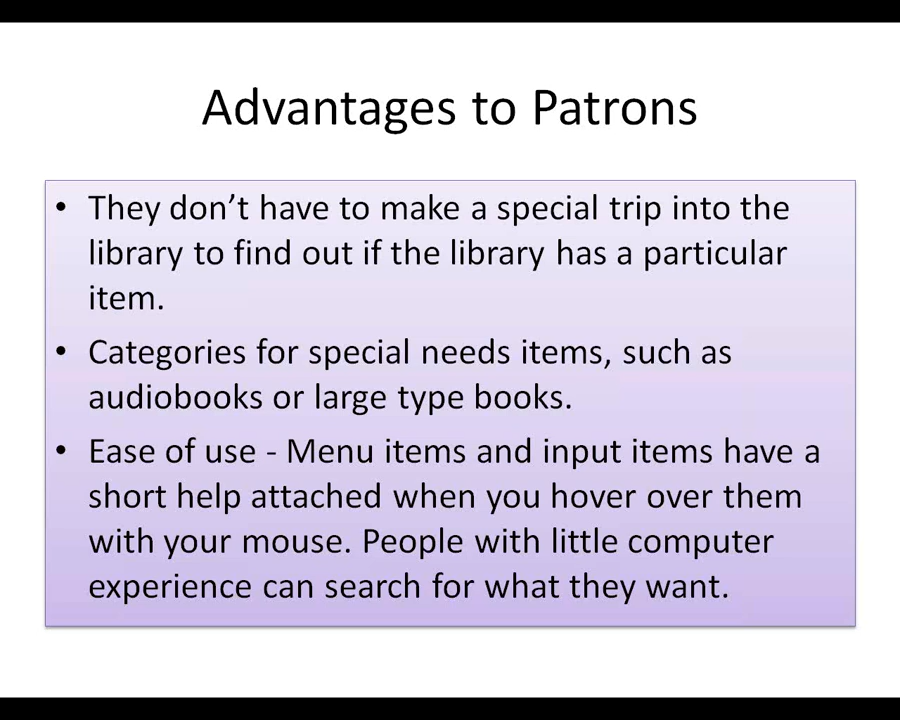 Advantages to Patrons
• They don’t have to make a special trip into the
library to find out if the library has a particular
item.
• Categories for special needs items, such as
audiobooks or large type books.
• Ease of use - Menu items and input items have a
short help attached when you hover over them
with your mouse. People with little computer
experience can search for what they want.